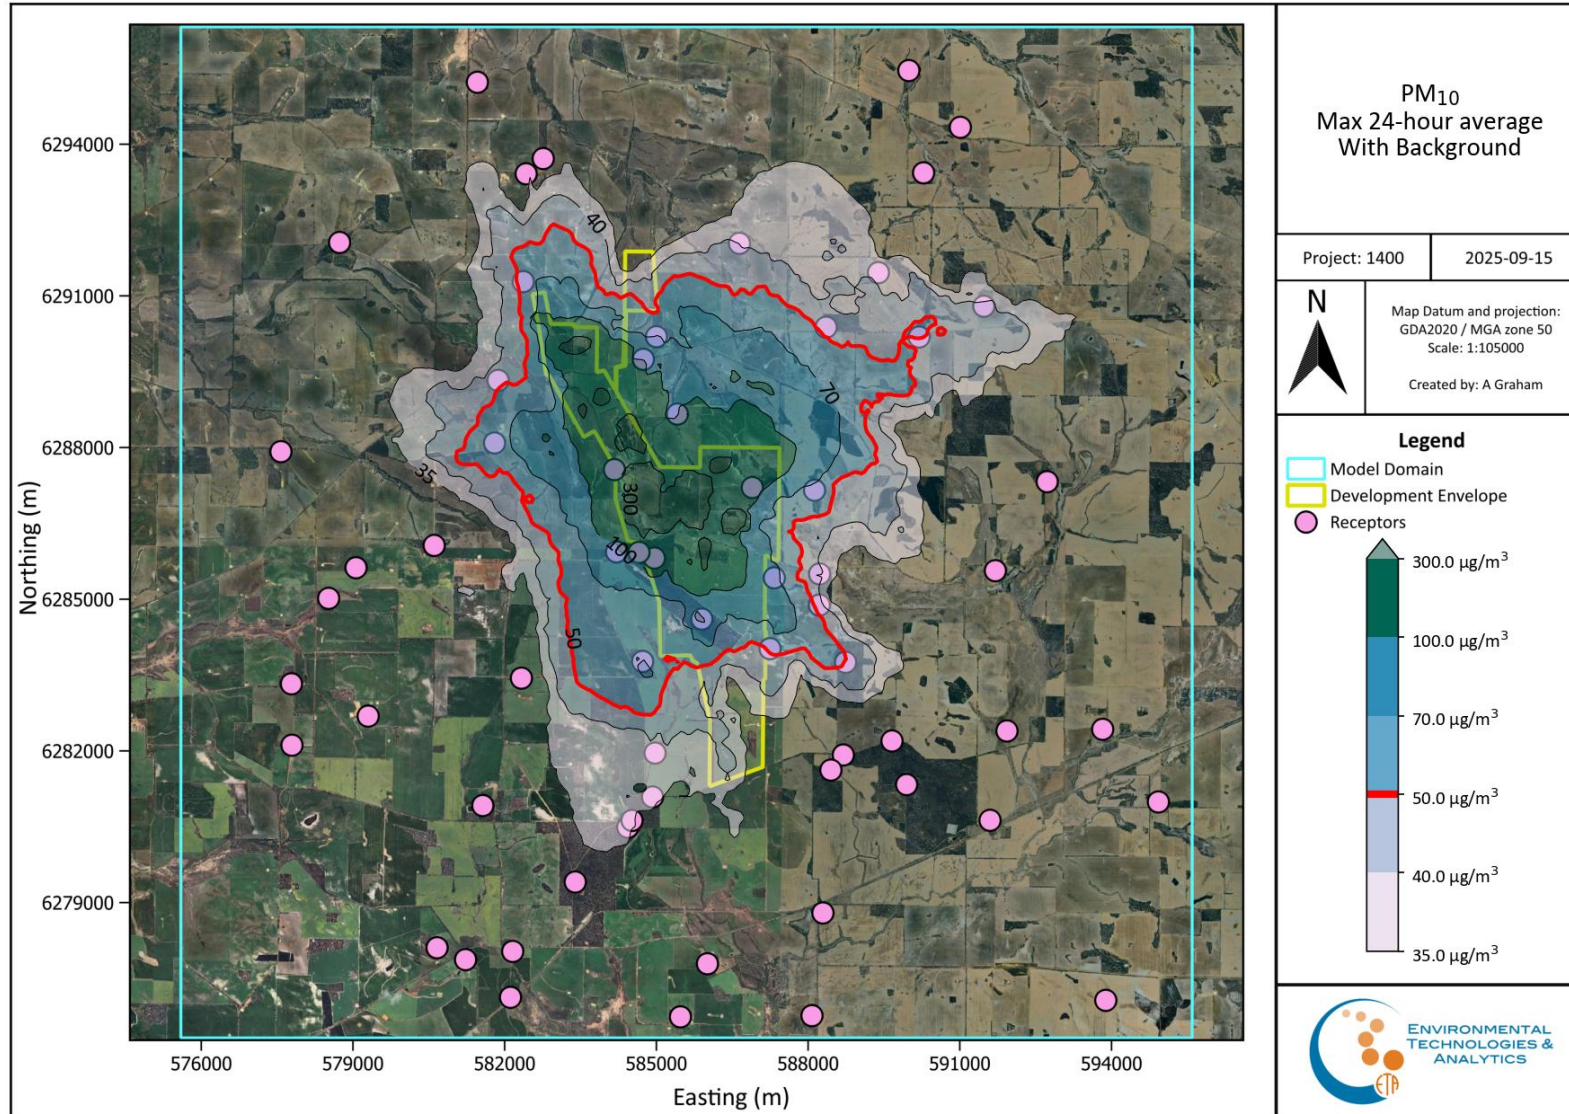 PM10
Max 24-hour average
With Background
Project: 1400
2025-09-15
N
Map Datum and projection:
GDA2020 / MGA zone 50
Scale: 1:105000
Created by: A Graham
Legend
Model Domain
Development Envelope
Receptors
300.0 µg/m³
100.0 µg/m³
70.0 µg/m³
50.0 µg/m³
40.0 µg/m³
35.0 µg/m³
ENVIRONMENTAL
TECHNOLOGIES &
ANALYTICS
ETA
Northing (m)
6294000
6291000
6288000
6285000
6282000
6279000
40
70
35
300
100
50
576000
579000
582000
585000
588000
591000
594000
Easting (m)